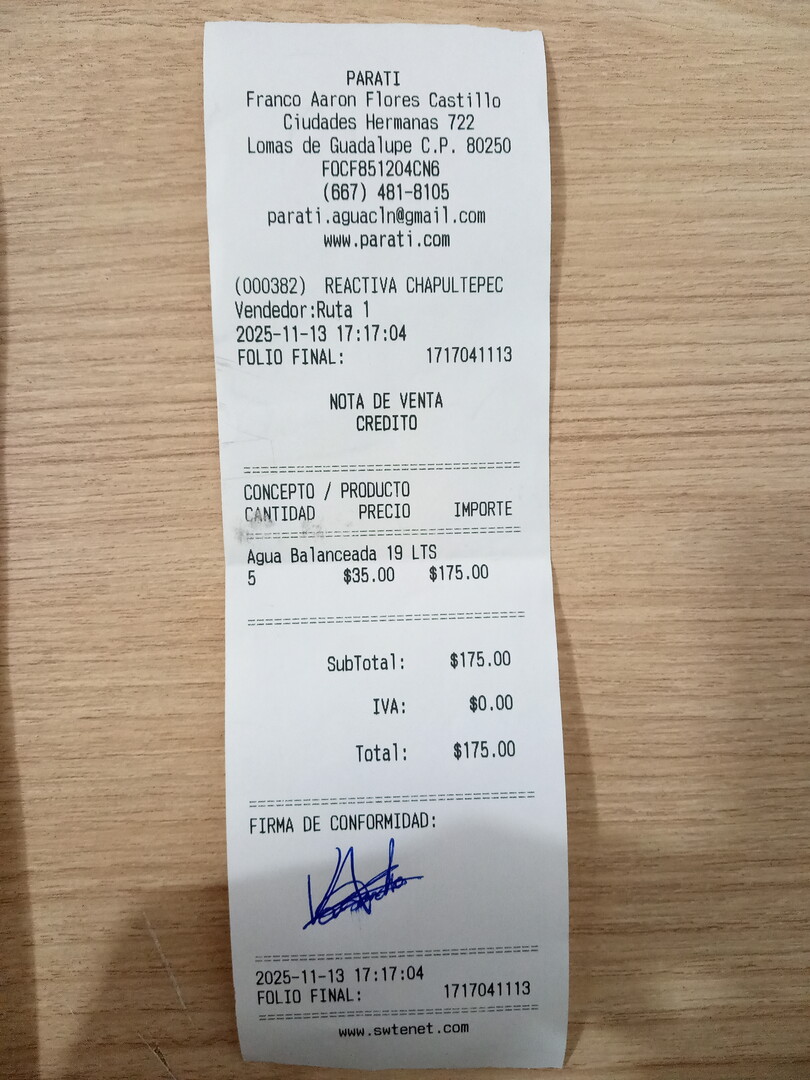 PARATI
Franco Aaron Flores Castillo
Ciudades Hermanas 722
Lomas de Guadalupe C.P. 80250
FOCF851204CN6
(667) 481-8105
parati.aguacln@gmail.com
www.parati.com
(000382) REACTIVA CHAPULTEPEC
Vendedor:Ruta 1
2025-11-13 17:17:04
FOLIO FINAL: 1717041113
NOTA DE VENTA
CREDITO
================================
CONCEPTO / PRODUCTO
CANTIDAD PRECIO IMPORTE
================================
Agua Balanceada 19 LTS
5 $35.00 $175.00
================================
SubTotal: $175.00
IVA: $0.00
Total: $175.00
================================
FIRMA DE CONFORMIDAD:
================================
2025-11-13 17:17:04
FOLIO FINAL: 1717041113
================================
www.swtenet.com